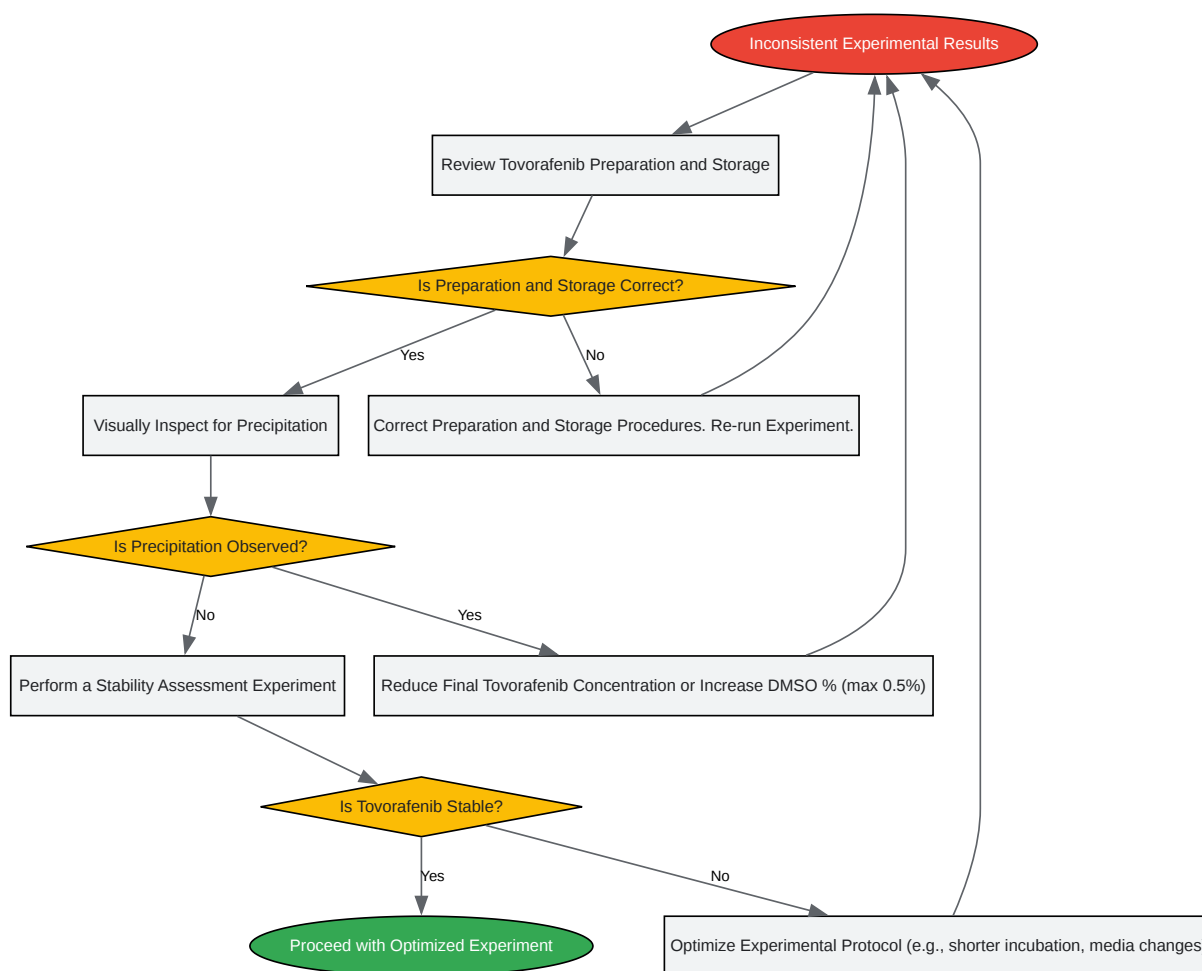 Inconsistent Experimental Results
Review Tovorafenib Preparation and Storage
Is Preparation and Storage Correct?
Yes
No
Visually Inspect for Precipitation
Correct Preparation and Storage Procedures. Re-run Experiment.
Is Precipitation Observed?
No
Yes
Perform a Stability Assessment Experiment
Reduce Final Tovorafenib Concentration or Increase DMSO % (max 0.5%)
Is Tovorafenib Stable?
Yes
No
Proceed with Optimized Experiment
Optimize Experimental Protocol (e.g., shorter incubation, media changes